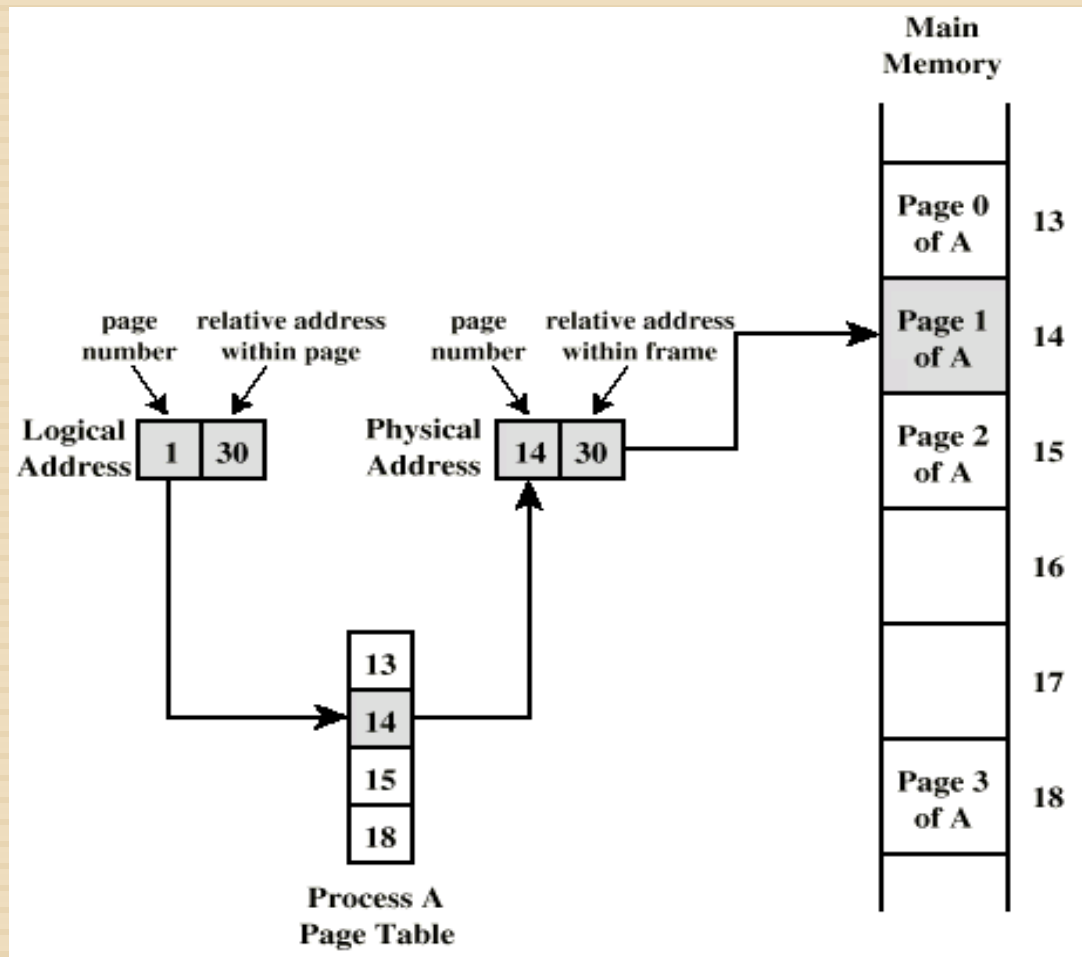 Main
Memory
Page 0
of A
13
Page 1
of A
14
Page 2
of A
15
16
17
Page 3
of A
18
page
number
relative address
within page
page
number
relative address
within frame
Logical
Address
1
30
Physical
Address
14
30
13
14
15
18
Process A
Page Table